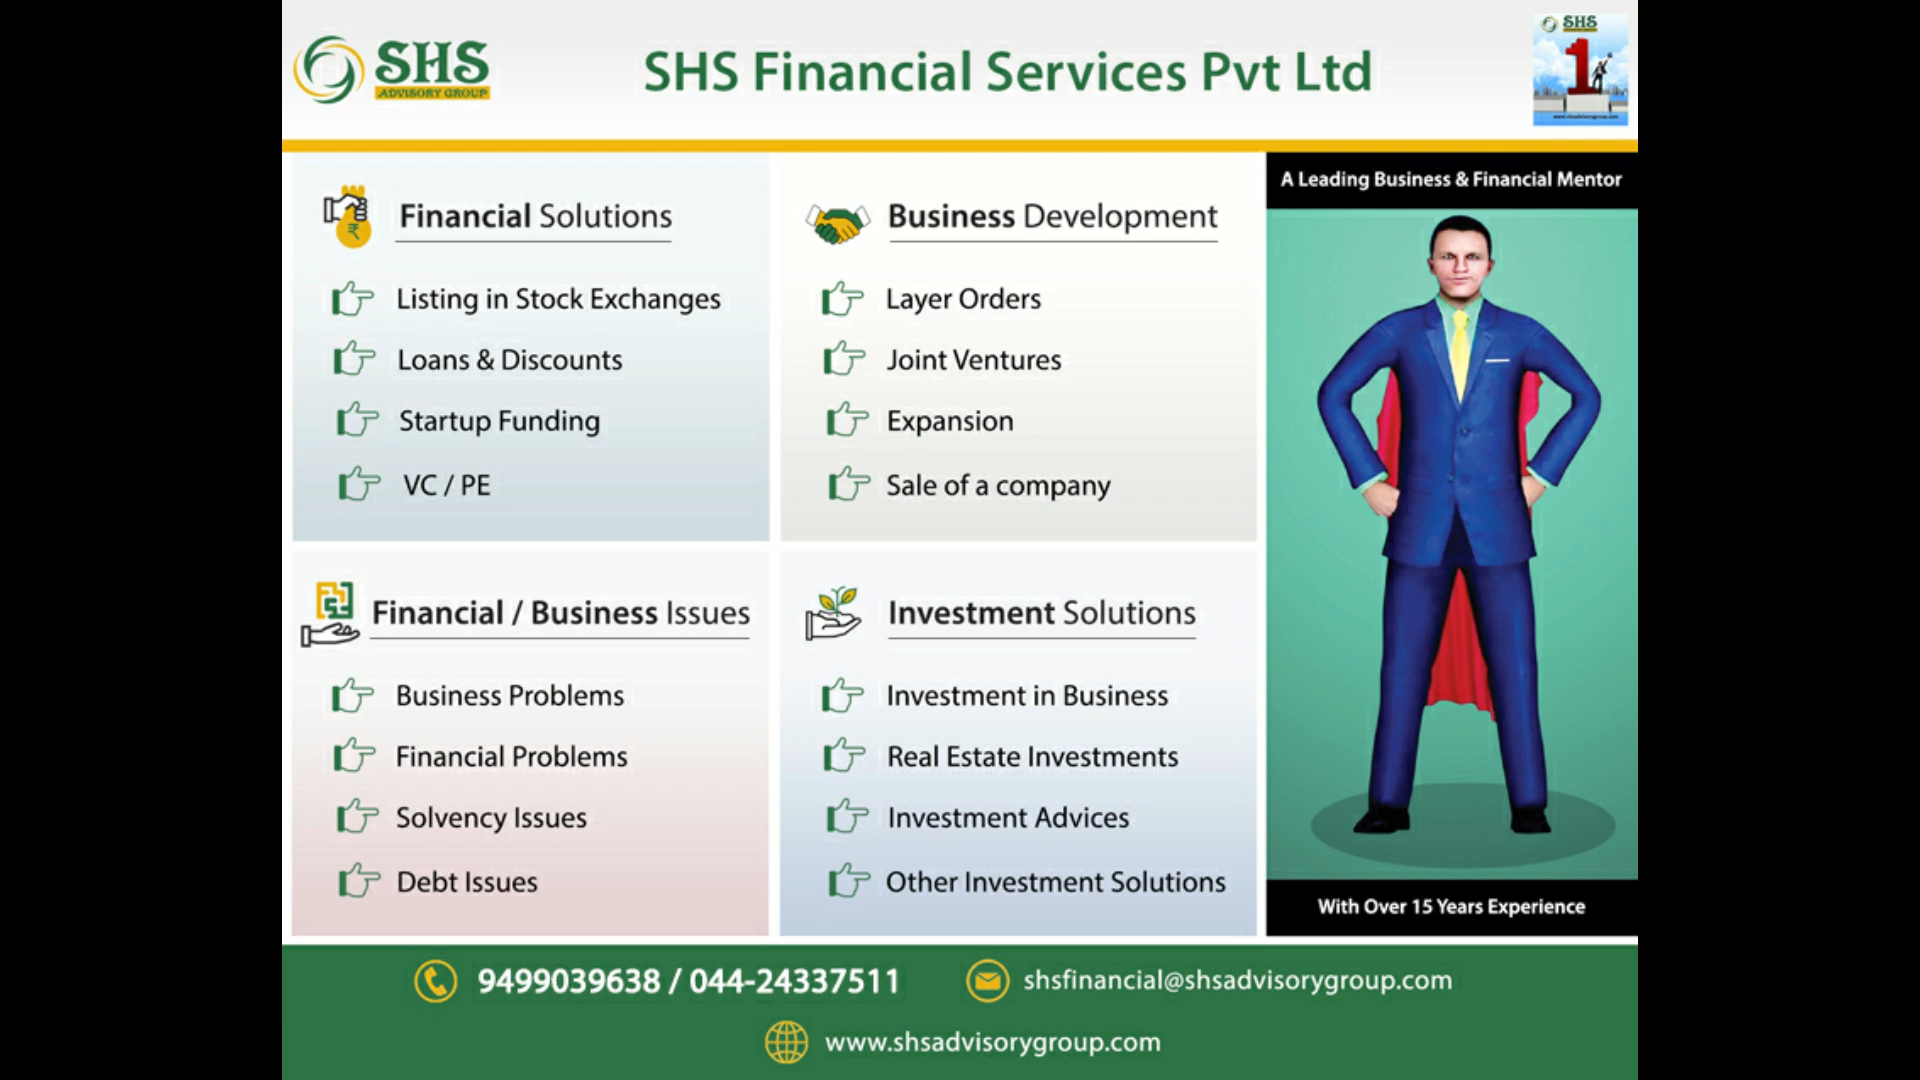 SHS
ADVISORY GROUP
SHS Financial Services Pvt Ltd
SHS
1
www.shsadvisorygroup.com
Financial Solutions
Listing in Stock Exchanges
Loans & Discounts
Startup Funding
VC / PE
Business Development
Layer Orders
Joint Ventures
Expansion
Sale of a company
Financial / Business Issues
Business Problems
Financial Problems
Solvency Issues
Debt Issues
Investment Solutions
Investment in Business
Real Estate Investments
Investment Advices
Other Investment Solutions
A Leading Business & Financial Mentor
With Over 15 Years Experience
9499039638 / 044-24337511
shsfinancial@shsadvisorygroup.com
www.shsadvisorygroup.com